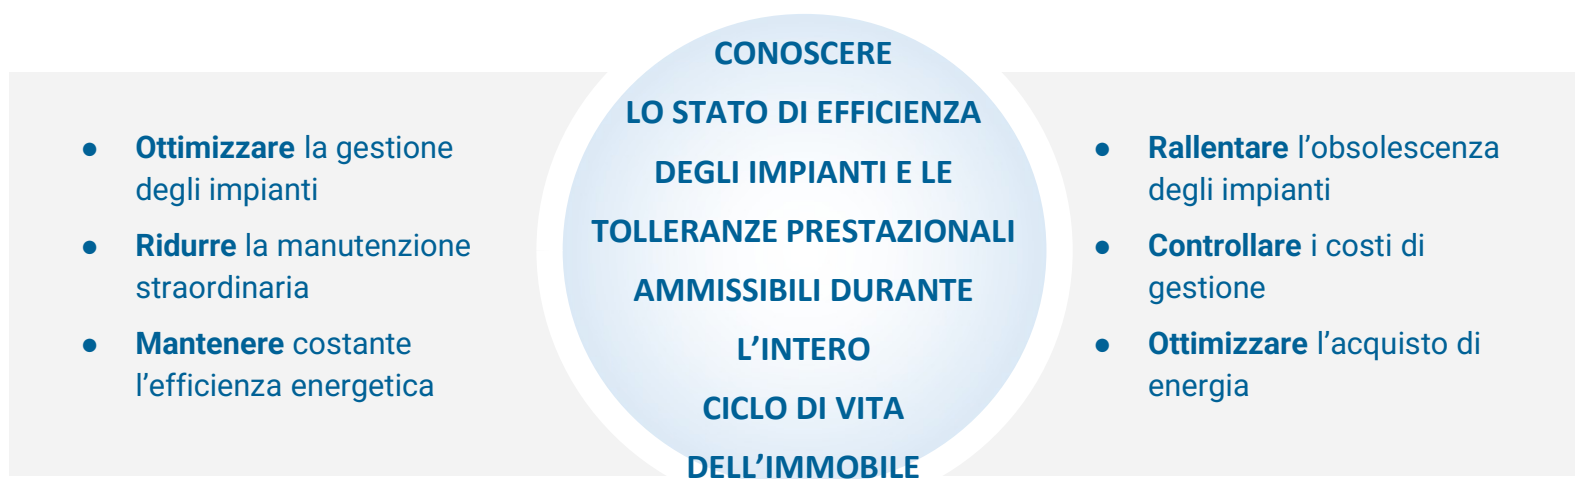 CONOSCERE
LO STATO DI EFFICIENZA
DEGLI IMPIANTI E LE
TOLLERANZE PRESTAZIONALI
AMMISSIBILI DURANTE
L’INTERO
CICLO DI VITA
DELL’IMMOBILE
● Ottimizzare la gestione
degli impianti
● Ridurre la manutenzione
straordinaria
● Mantenere costante
l’efficienza energetica
● Rallentare l’obsolescenza
degli impianti
● Controllare i costi di
gestione
● Ottimizzare l’acquisto di
energia